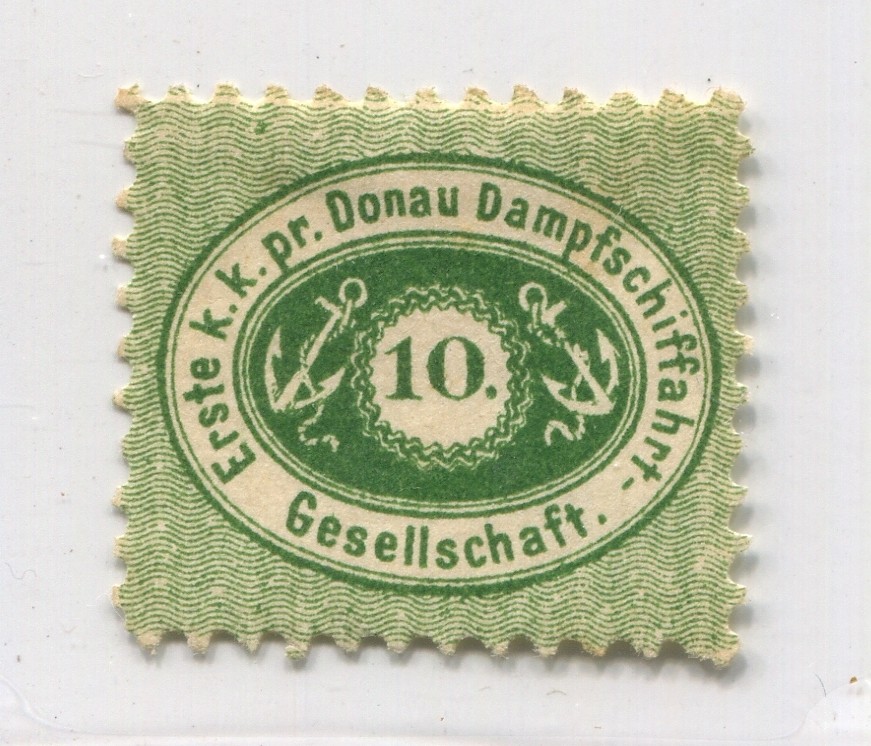 Erste k. k. pr. Donau Dampfschiffahrt-
Gesellschaft.
10.